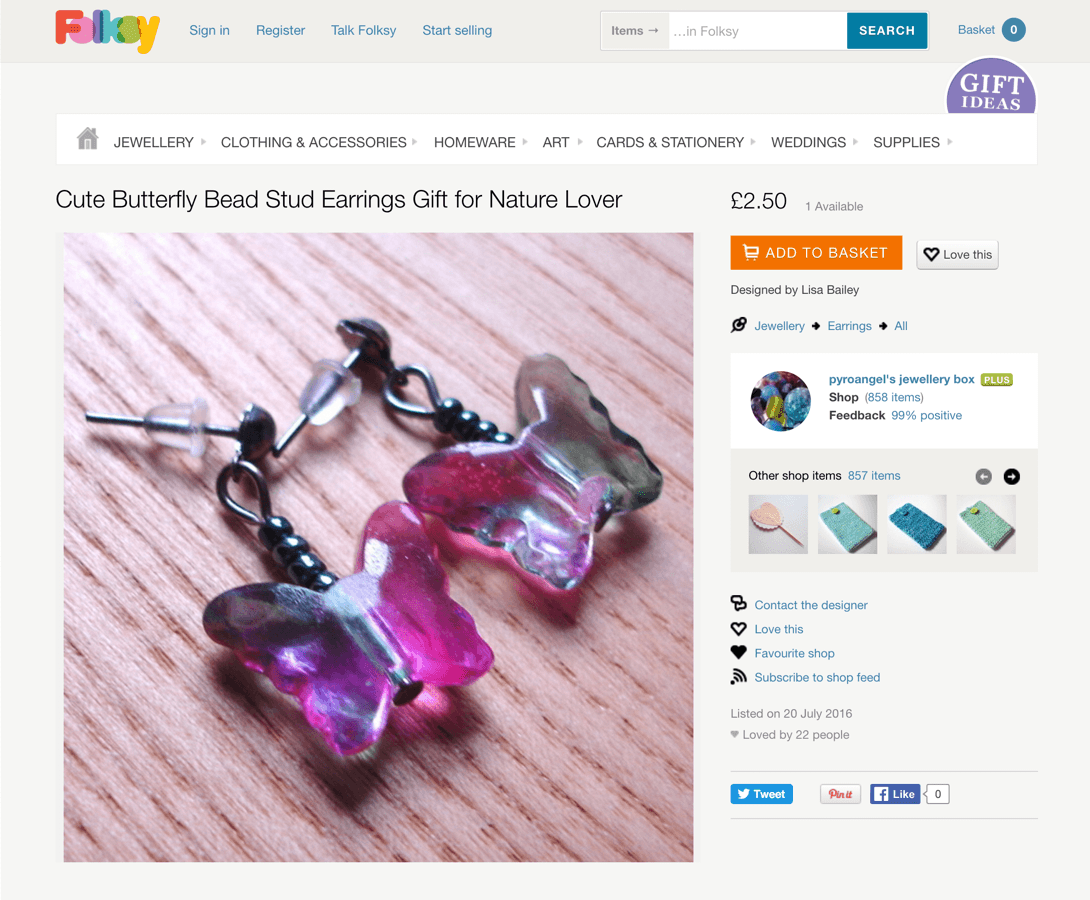 Folksy
Sign in Register Talk Folksy Start selling Items → ...in Folksy SEARCH Basket 0
GIFT
IDEAS
JEWELLERY CLOTHING & ACCESSORIES HOMEWARE ART CARDS & STATIONERY WEDDINGS SUPPLIES
Cute Butterfly Bead Stud Earrings Gift for Nature Lover
£2.50 1 Available
ADD TO BASKET Love this
Designed by Lisa Bailey
Jewellery Earrings All
pyroangel's jewellery box PLUS
Shop (858 items)
Feedback 99% positive
Other shop items 857 items
Contact the designer
Love this
Favourite shop
Subscribe to shop feed
Listed on 20 July 2016
Loved by 22 people
Tweet Pin it Like 0